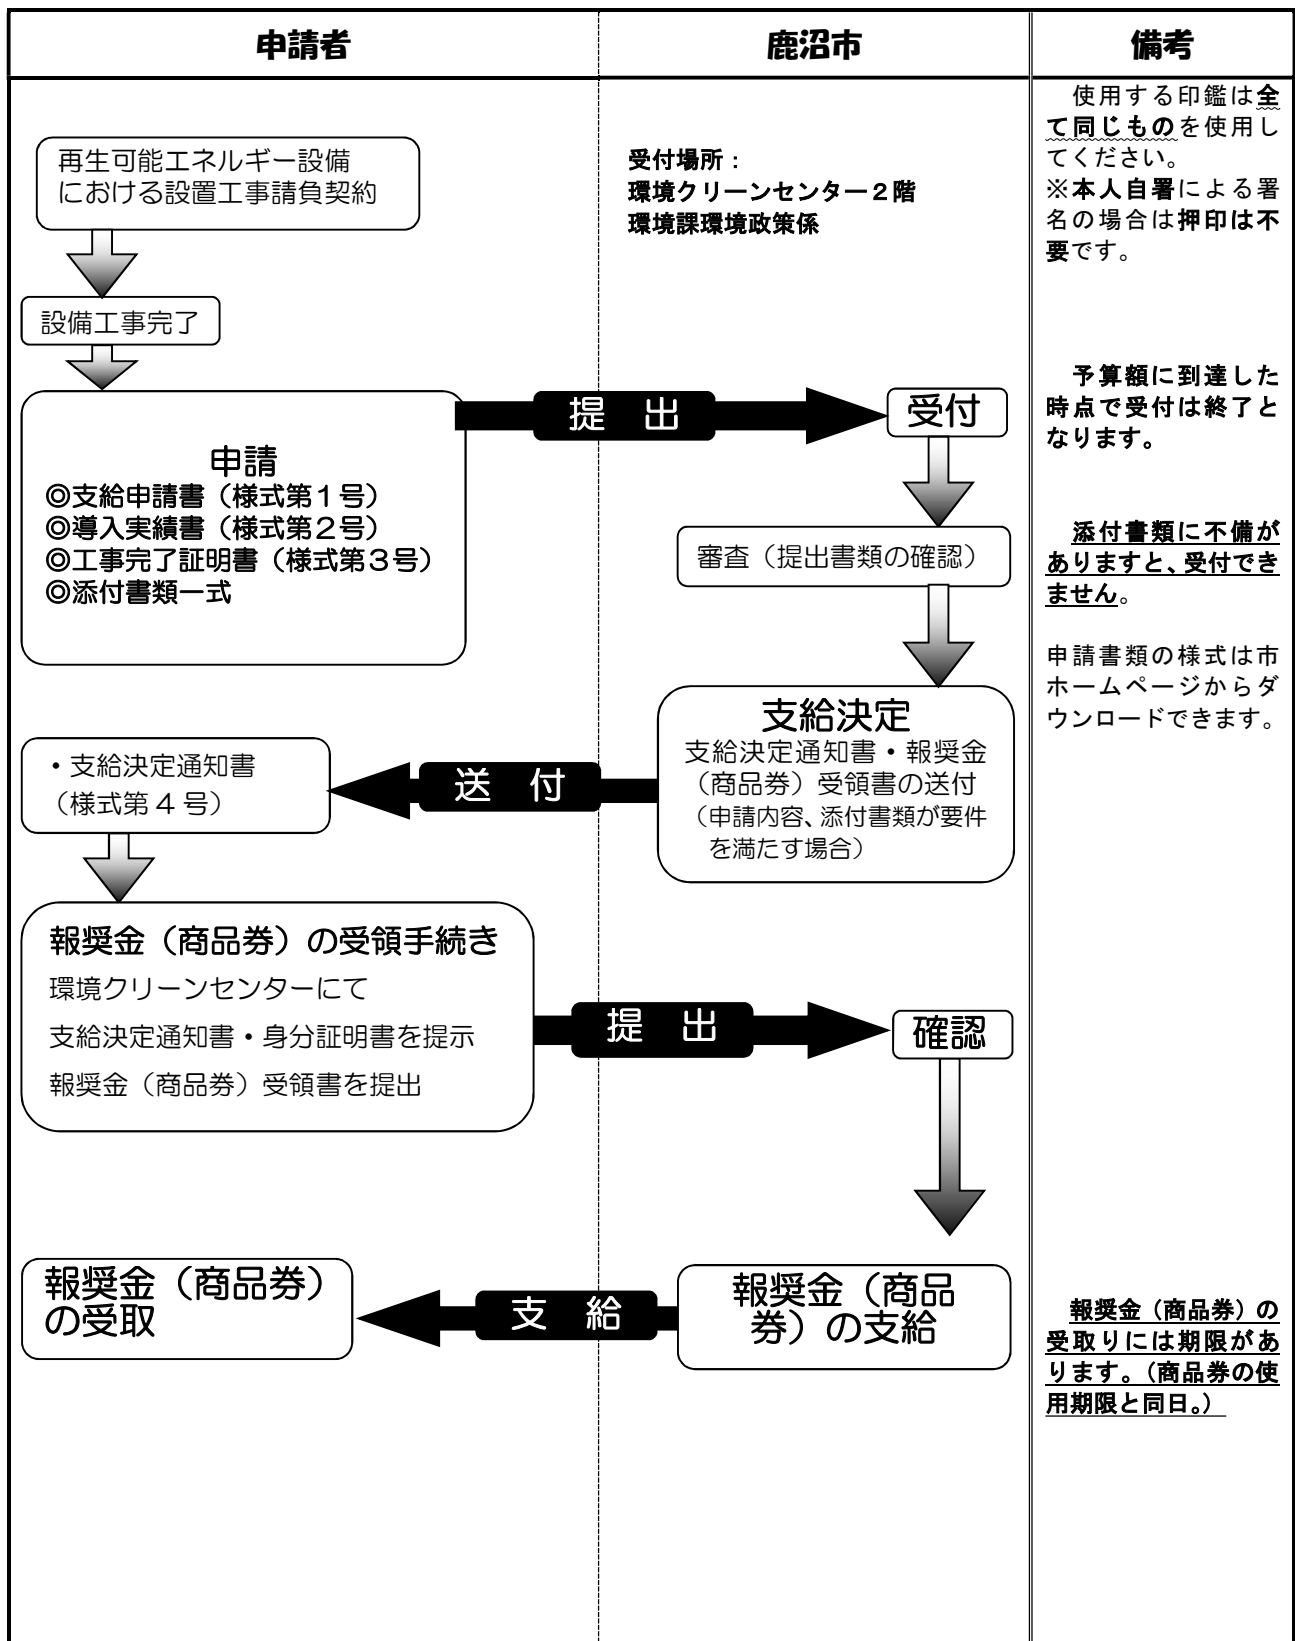 申請者
鹿沼市
備考
再生可能エネルギー設備
における設置工事請負契約
受付場所：
環境クリーンセンター２階
環境課環境政策係
使用する印鑑は全
て同じものを使用し
てください。
※本人自署による署
名の場合は押印は不
要です。
設備工事完了
予算額に到達した
時点で受付は終了と
なります。
申請
◎支給申請書（様式第１号）
◎導入実績書（様式第２号）
◎工事完了証明書（様式第３号）
◎添付書類一式
提　出
受付
審査（提出書類の確認）
添付書類に不備が
ありますと、受付でき
ません。
申請書類の様式は市
ホームページからダ
ウンロードできます。
支給決定
支給決定通知書・報奨金
（商品券）受領書の送付
（申請内容、添付書類が要件
を満たす場合）
送　付
・支給決定通知書
（様式第４号）
報奨金（商品券）の受領手続き
環境クリーンセンターにて
支給決定通知書・身分証明書を提示
報奨金（商品券）受領書を提出
提　出
確認
報奨金（商品
券）の支給
支　給
報奨金（商品券）
の受取
報奨金（商品券）の
受取りには期限があ
ります。（商品券の使
用期限と同日。）